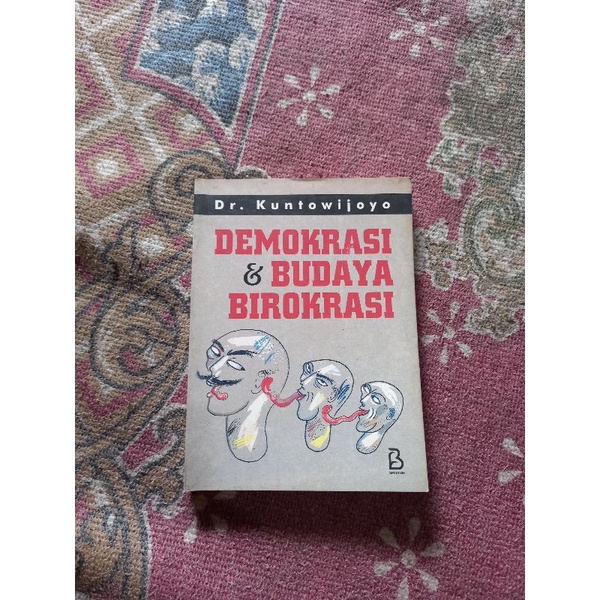 Dr. Kuntowijoyo
DEMOKRASI
& BUDAYA
BIROKRASI